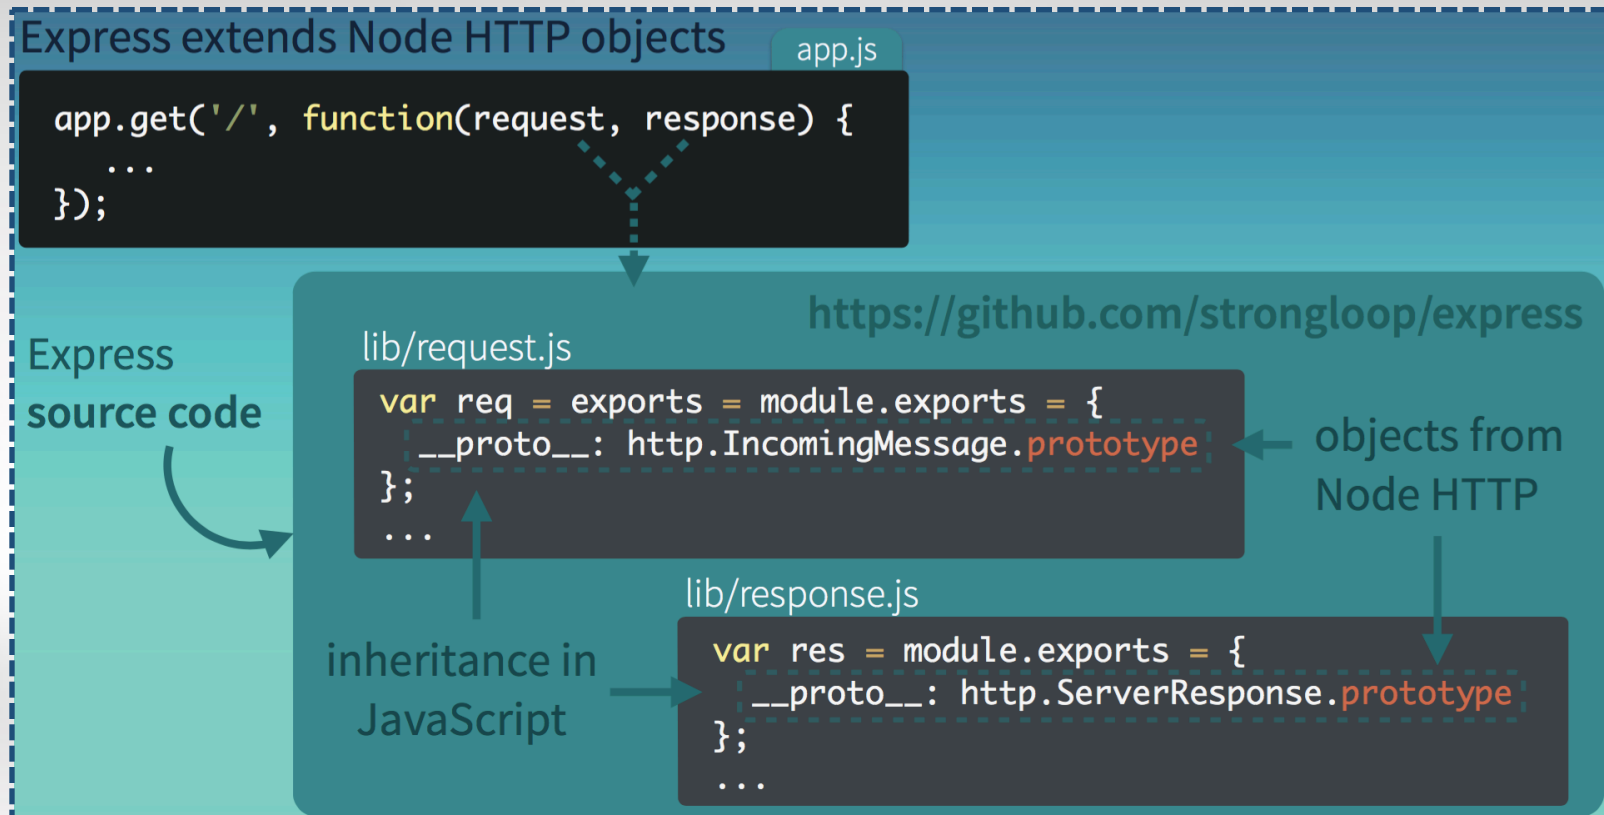 Express extends Node HTTP objects
app.js
app.get('/', function(request, response) {
...
});
https://github.com/strongloop/express
Express
source code
lib/request.js
var req = exports = module.exports = {
__proto__: http.IncomingMessage.prototype
};
...
objects from
Node HTTP
inheritance in
JavaScript
lib/response.js
var res = module.exports = {
__proto__: http.ServerResponse.prototype
};
...